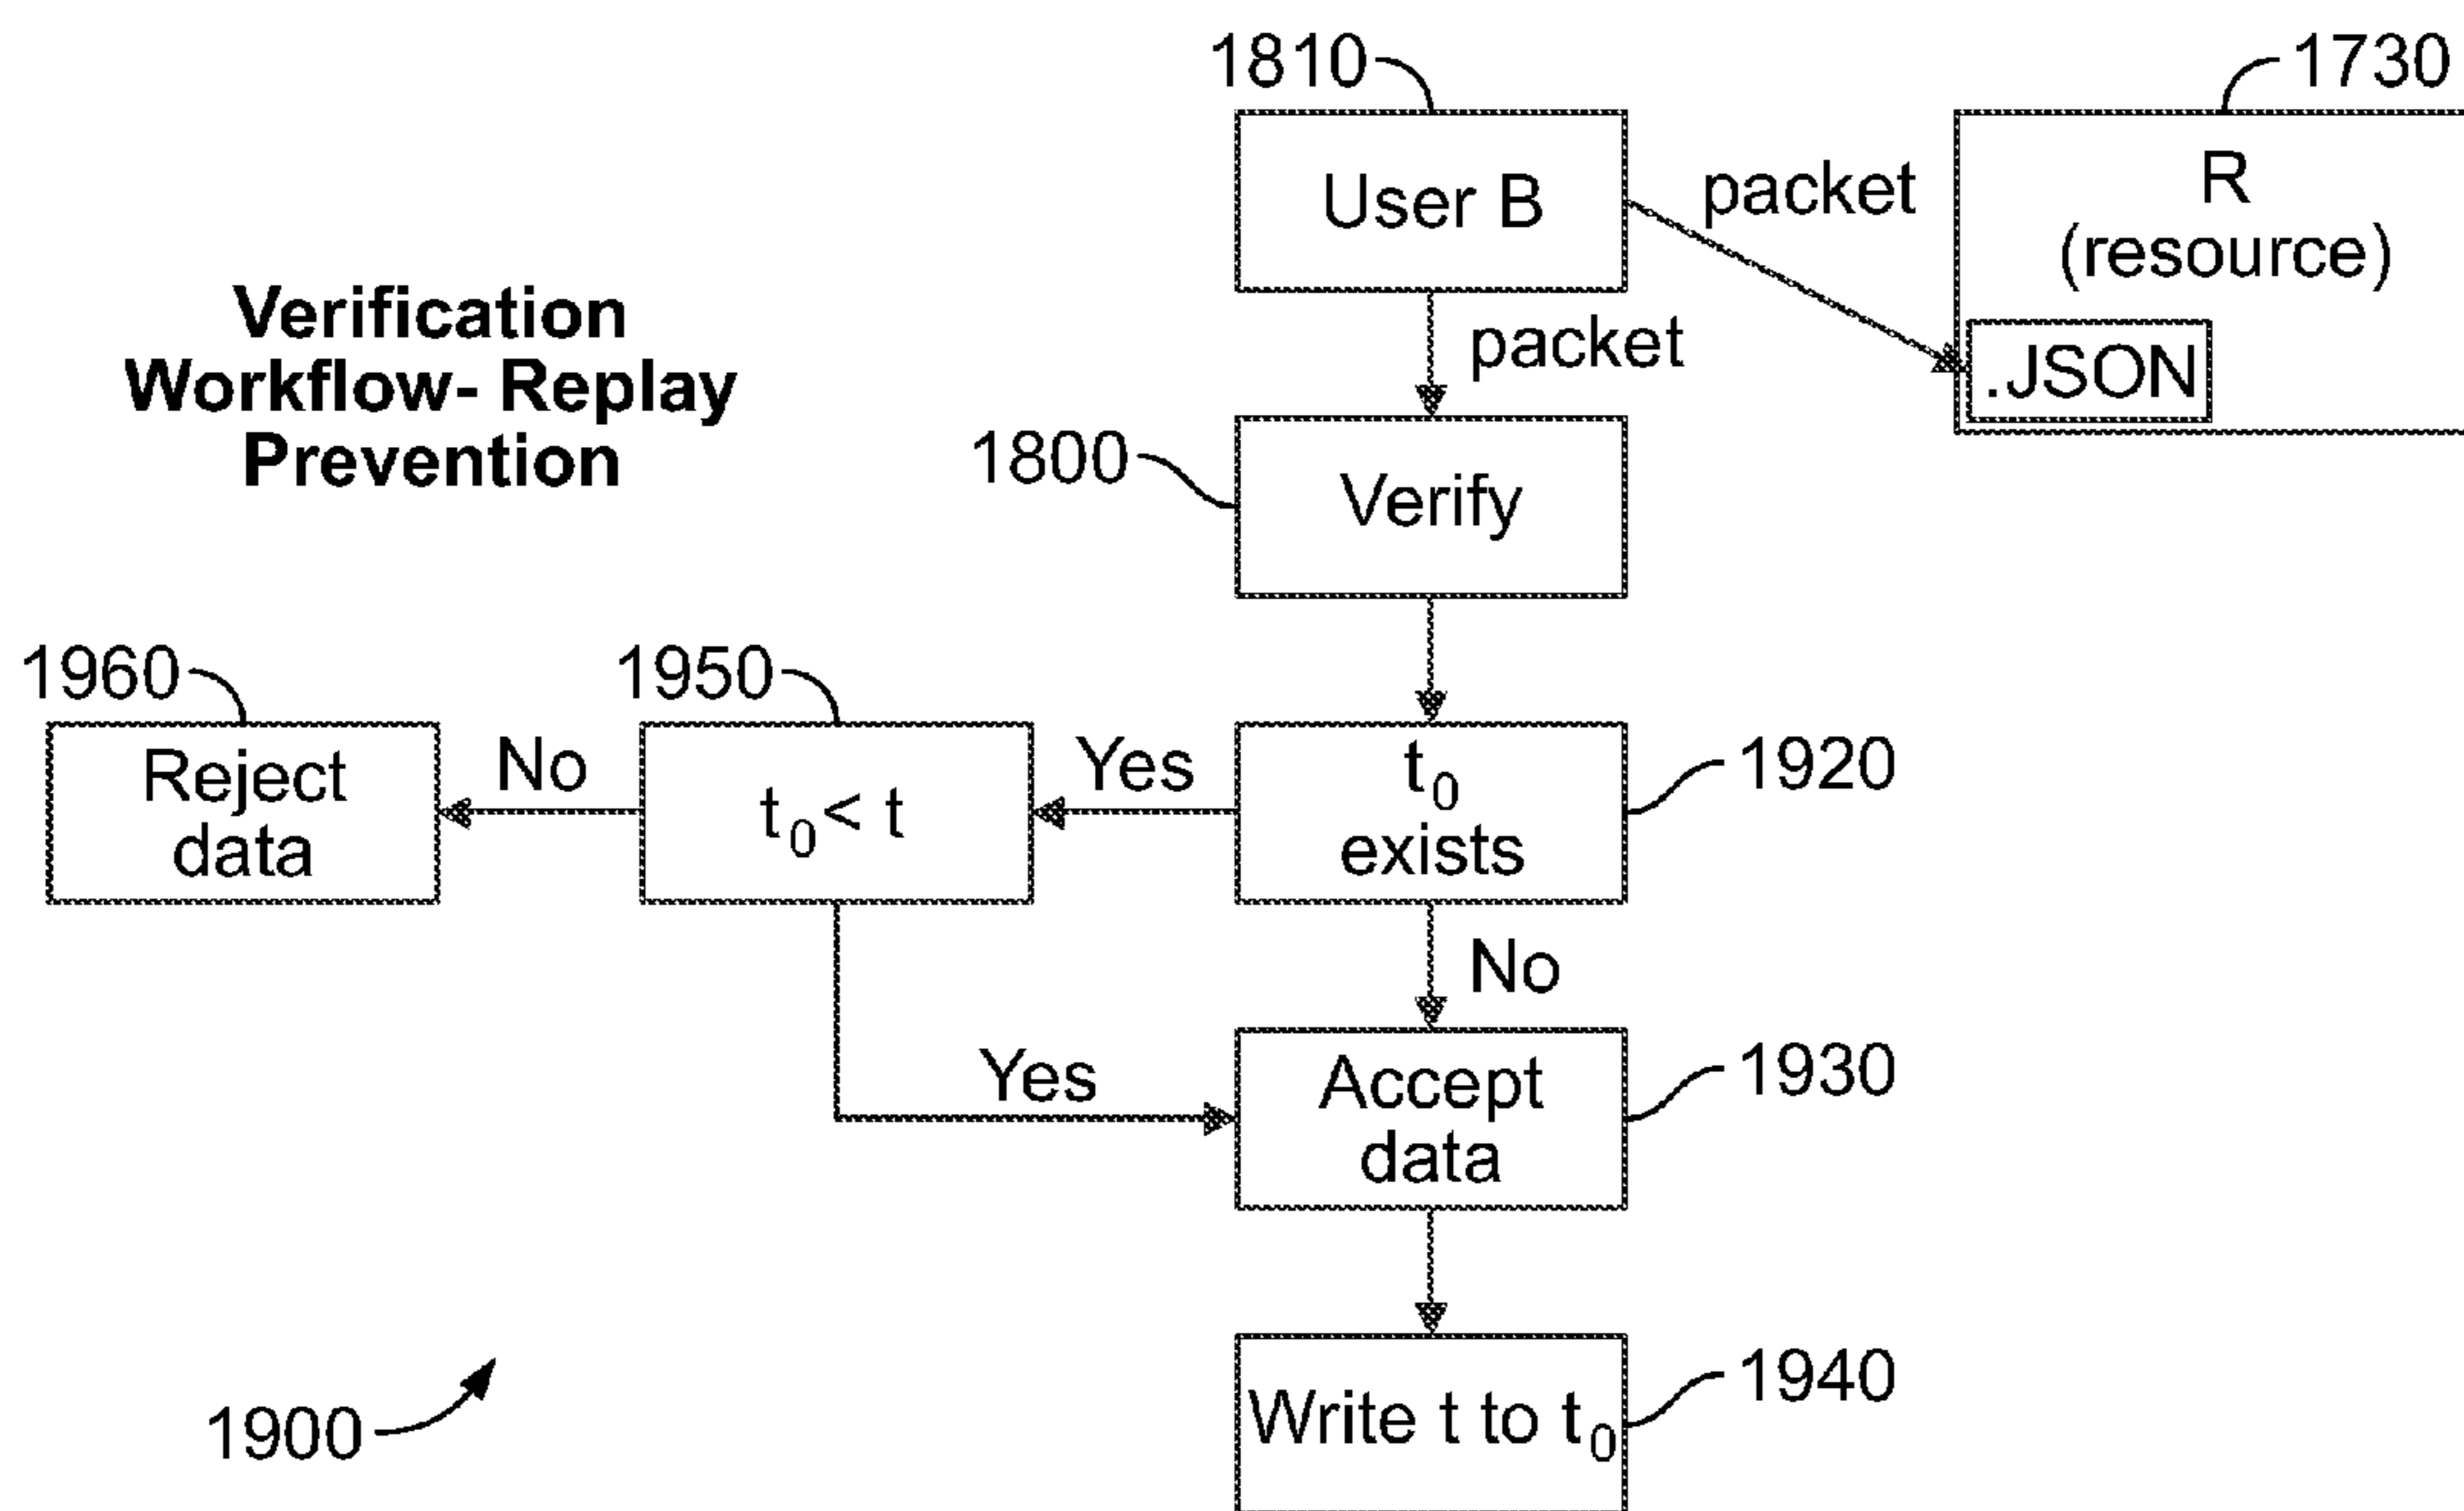 1810
1730
User B
packet
R
(resource)
.JSON
Verification
Workflow- Replay
Prevention
packet
1800
Verify
1960
1950
Reject
data
No
t₀< t
Yes
t₀
exists
1920
No
Yes
Accept
data
1930
1900
Write t to t₀
1940